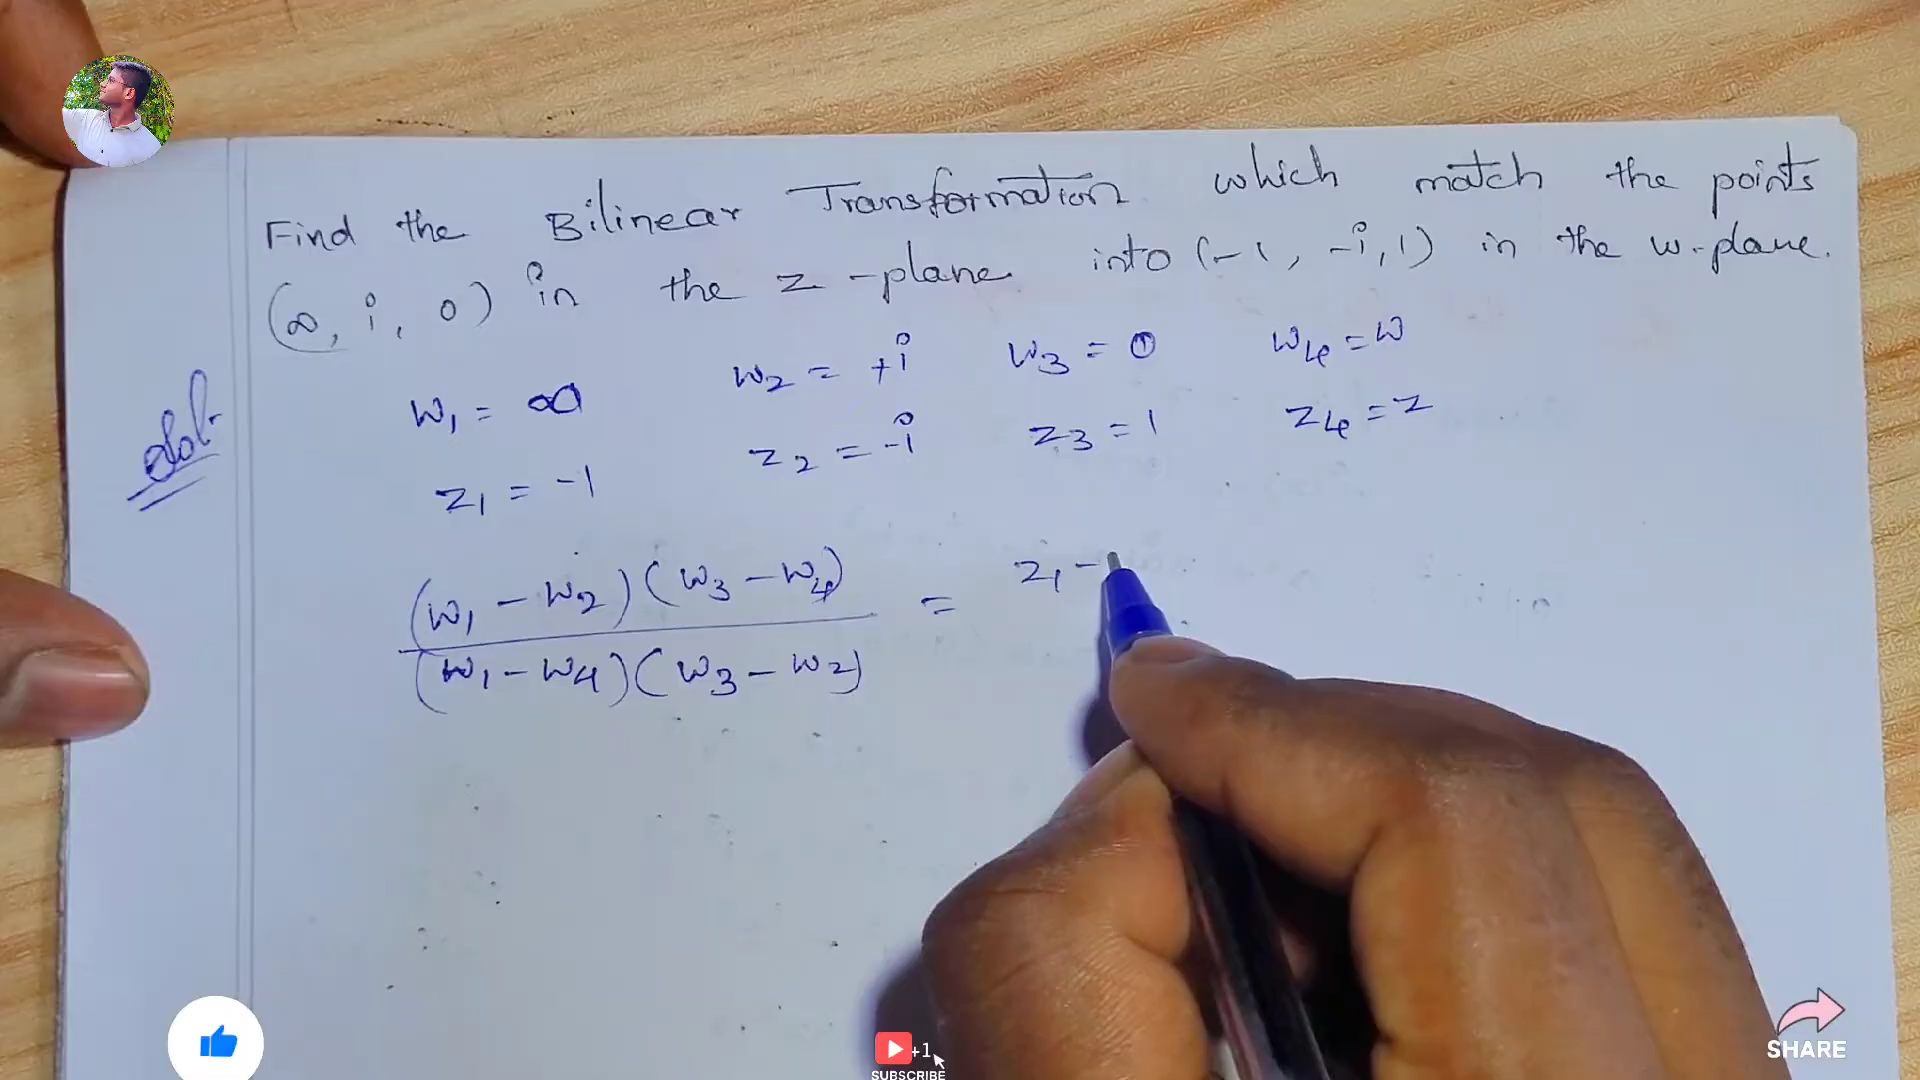 Find the Bilinear Transformation which match the points
(∞, i, 0) in the z-plane into (-1, -i, 1) in the w-plane.
Sol.
w₁ = ∞ w₂ = +i w₃ = 0 w₄ = w
z₁ = -1 z₂ = -i z₃ = 1 z₄ = z
(w₁ - w₂)(w₃ - w₄) = z₁ -
(w₁ - w₄)(w₃ - w₂)
+1
SUBSCRIBE
SHARE